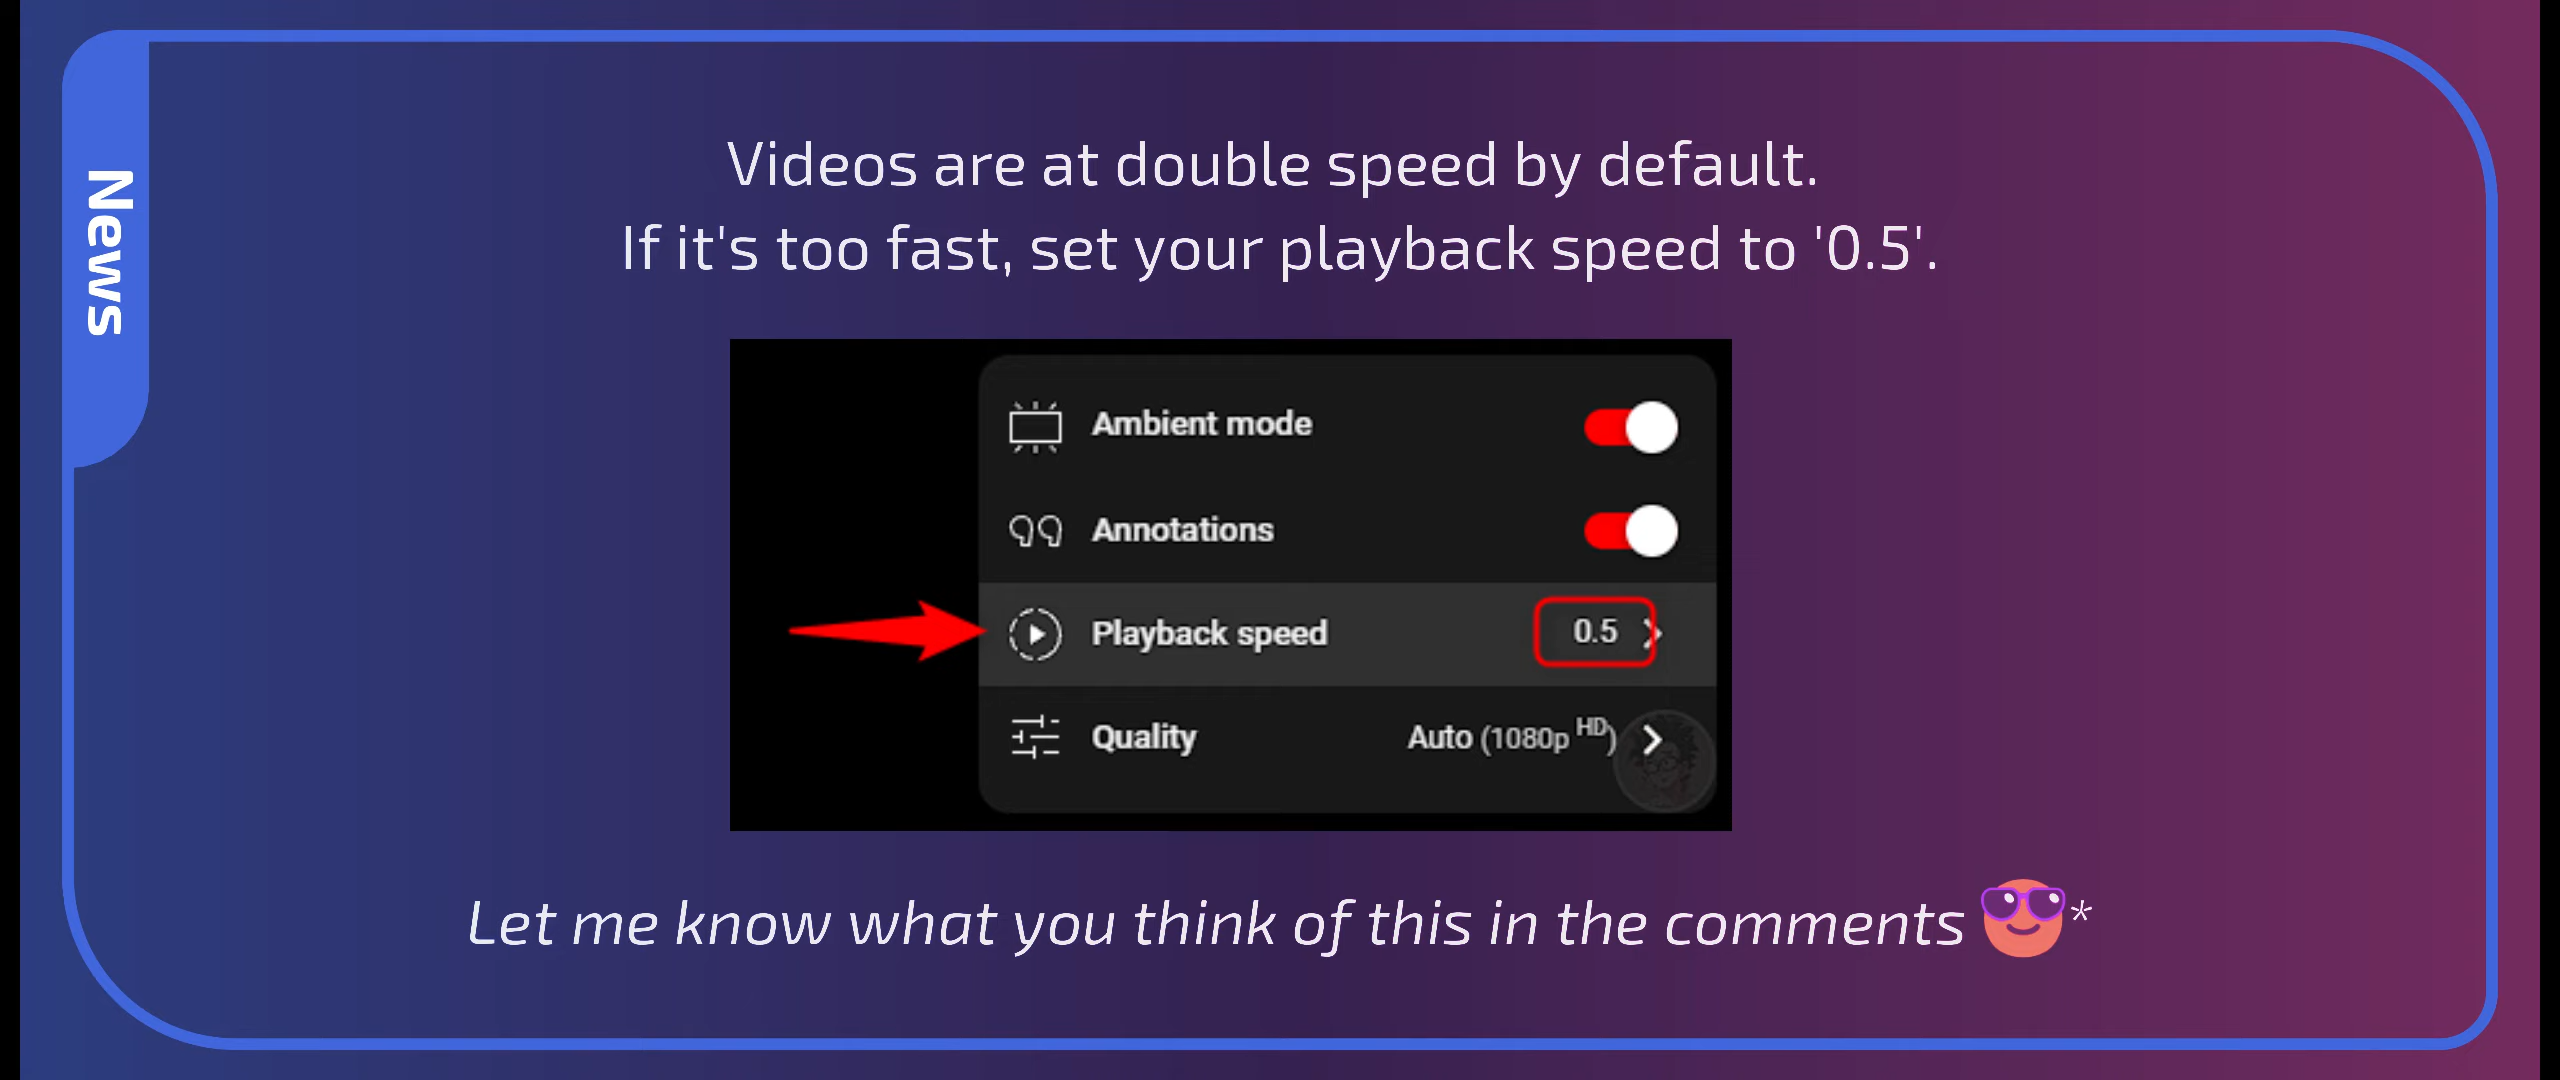 News
Videos are at double speed by default.
If it's too fast, set your playback speed to '0.5'.
Ambient mode
Annotations
Playback speed 0.5
Quality Auto (1080p HD)
Let me know what you think of this in the comments 😎*